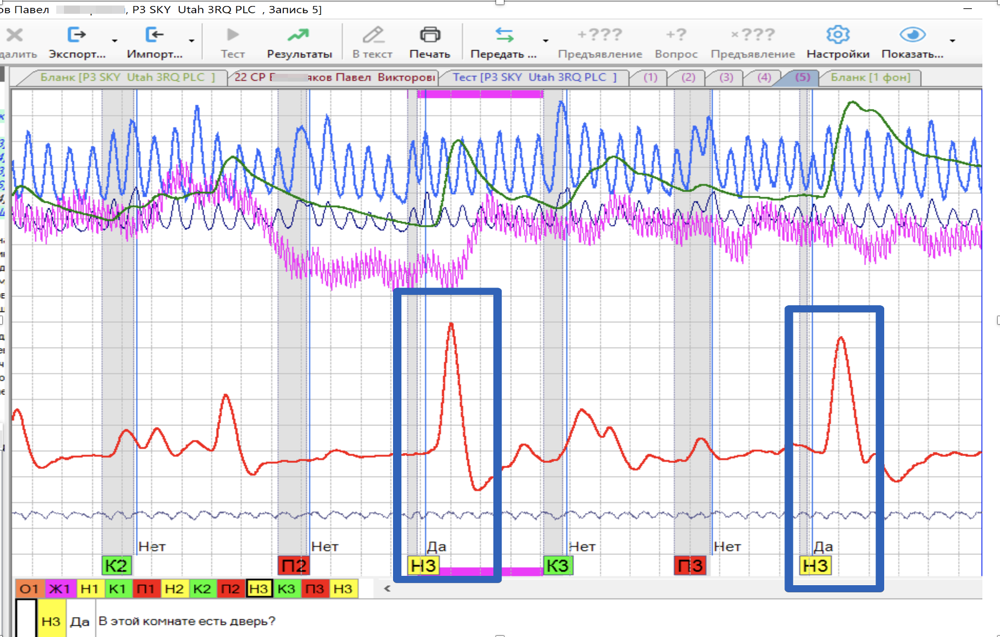 ов Павел , P3 SKY Utah 3RQ PLC , Запись 5]
далить Экспорт... Импорт... Тест Результаты В текст Печать Передать ... +??? Предъявление +? Вопрос ×??? Предъявление Настройки Показать...
Бланк [P3 SKY Utah 3RQ PLC ] 22 СР яков Павел Викторові Тест [P3 SKY Utah 3RQ PLC ] (1) (2) (3) (4) (5) Бланк [1 фон]
Нет Нет Да Нет Нет Да
К2 П2 Н3 К3 П3 Н3
О1 Ж1 Н1 К1 П1 Н2 К2 П2 Н3 К3 П3 Н3 <
Н3 Да В этой комнате есть дверь?